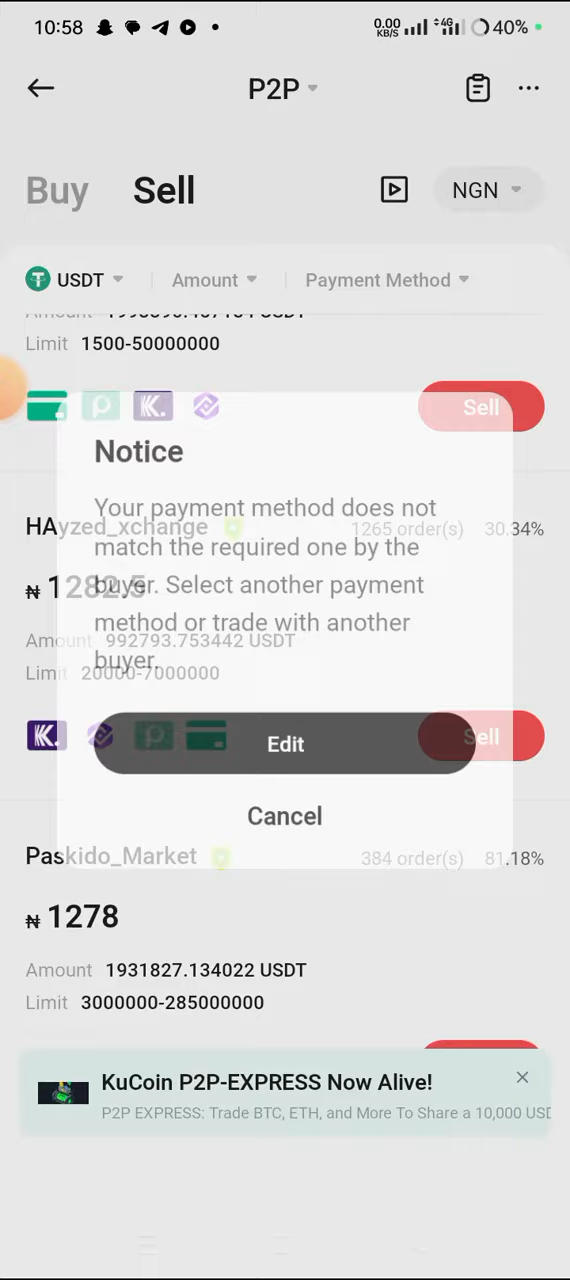 10:58
0.00 KB/S
4G
40%
P2P
Buy
Sell
NGN
USDT
Amount
Payment Method
Limit 1500-50000000
Sell
Notice
Your payment method does not
match the required one by the
buyer. Select another payment
method or trade with another
buyer.
Edit
Cancel
HAyzed_xchange
1265 order(s) 30.34%
₦ 1282.5
Amount 992793.753442 USDT
Limit 20000-7000000
Sell
Paskido_Market
384 order(s) 81.18%
₦ 1278
Amount 1931827.134022 USDT
Limit 3000000-285000000
KuCoin P2P-EXPRESS Now Alive!
P2P EXPRESS: Trade BTC, ETH, and More To Share a 10,000 USD